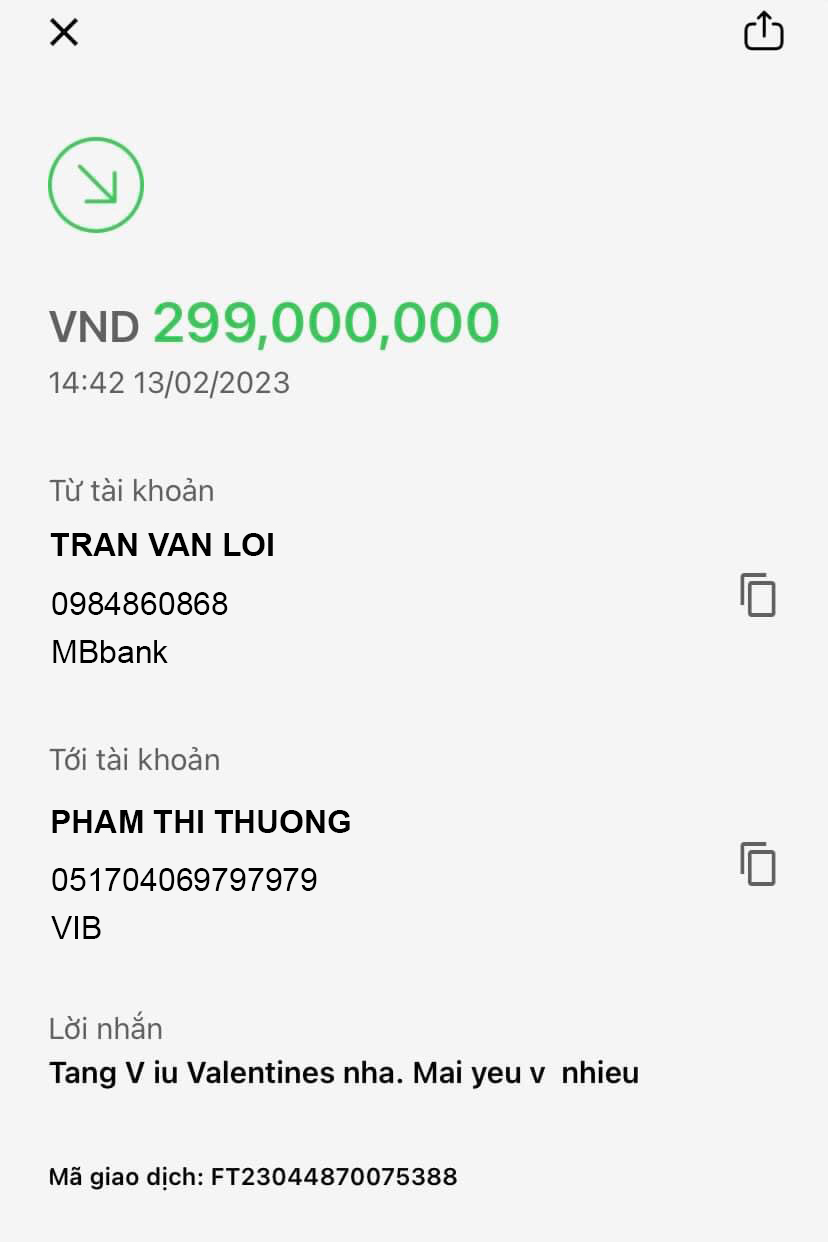 VND 299,000,000
14:42 13/02/2023
Từ tài khoản
TRAN VAN LOI
0984860868
MBbank
Tới tài khoản
PHAM THI THUONG
051704069797979
VIB
Lời nhắn
Tang V iu Valentines nha. Mai yeu v  nhieu
Mã giao dịch: FT23044870075388